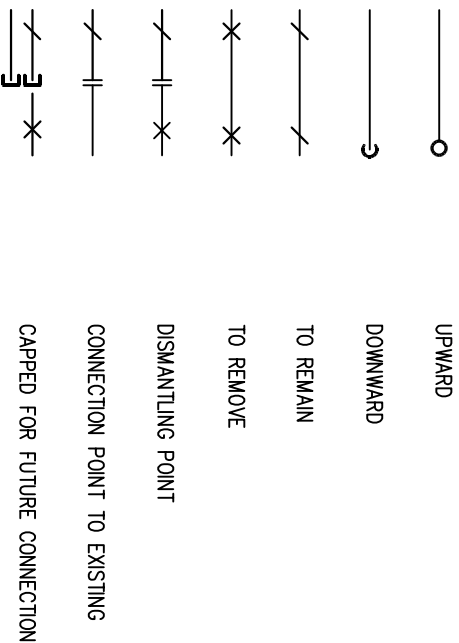 UPWARD
DOWNWARD
TO REMAIN
TO REMOVE
DISMANTLING POINT
CONNECTION POINT TO EXISTING
CAPPED FOR FUTURE CONNECTION